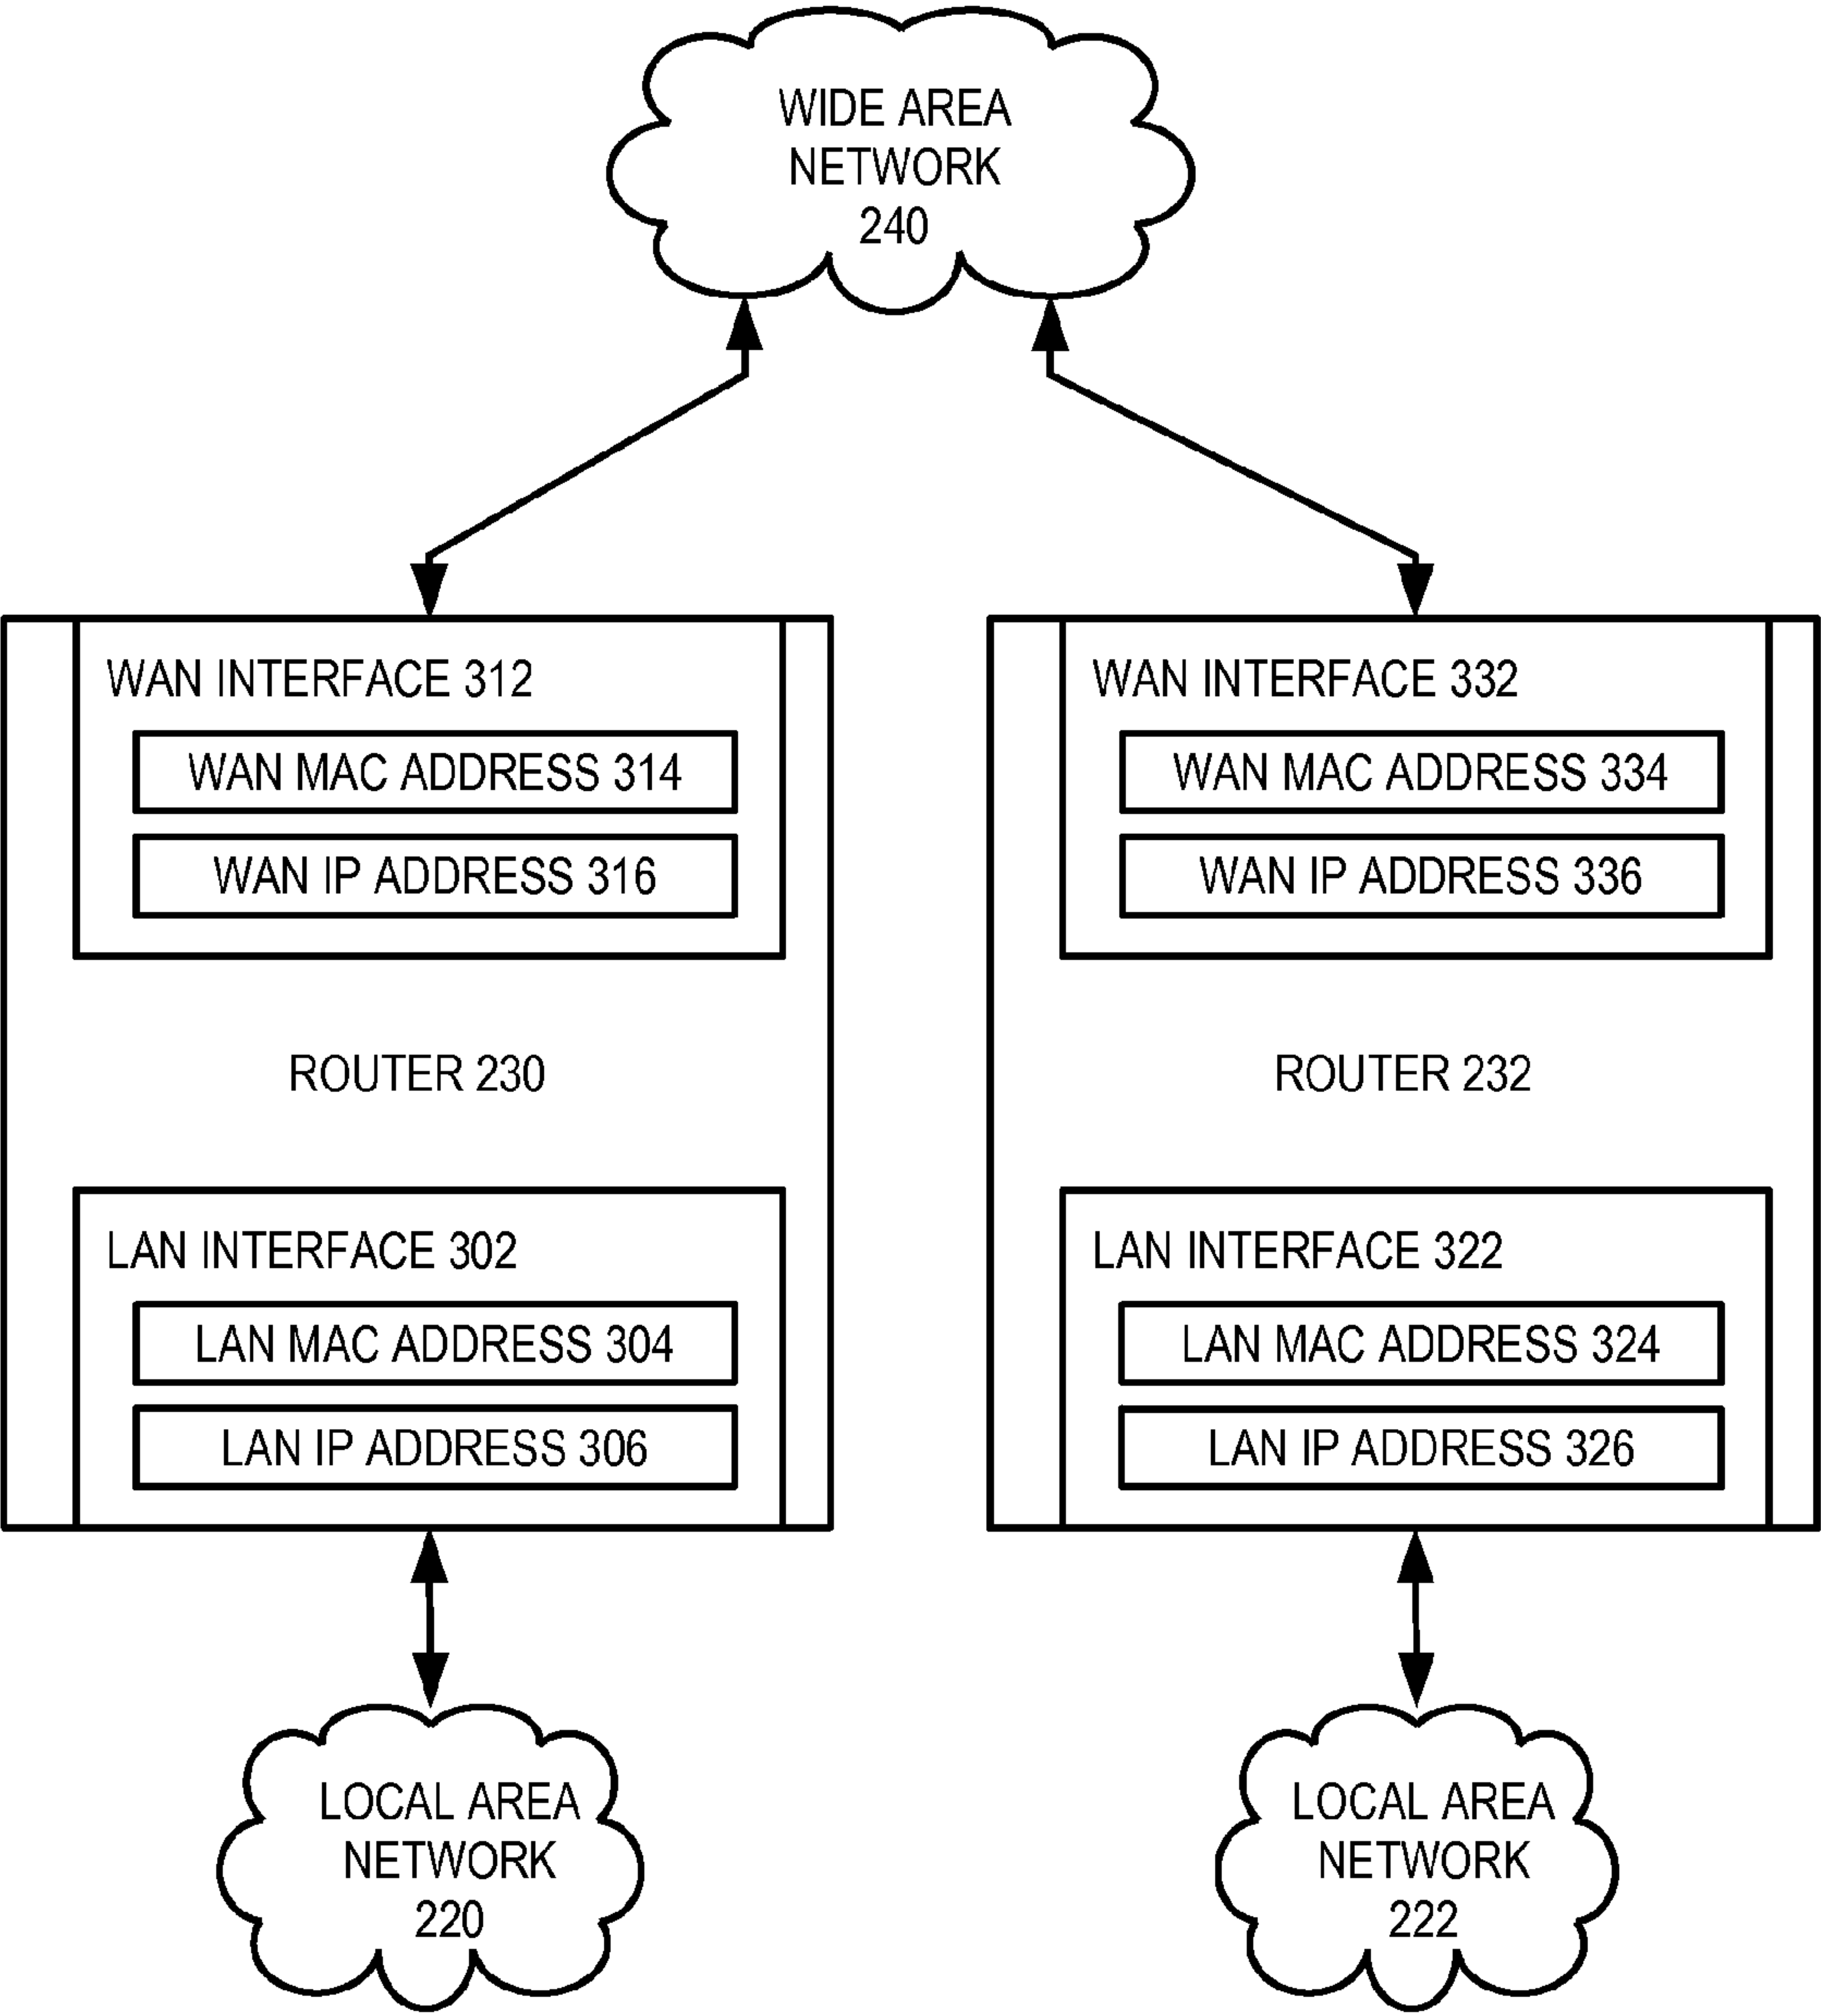 WIDE AREA
NETWORK
240
WAN INTERFACE 312
WAN MAC ADDRESS 314
WAN IP ADDRESS 316
ROUTER 230
LAN INTERFACE 302
LAN MAC ADDRESS 304
LAN IP ADDRESS 306
WAN INTERFACE 332
WAN MAC ADDRESS 334
WAN IP ADDRESS 336
ROUTER 232
LAN INTERFACE 322
LAN MAC ADDRESS 324
LAN IP ADDRESS 326
LOCAL AREA
NETWORK
220
LOCAL AREA
NETWORK
222